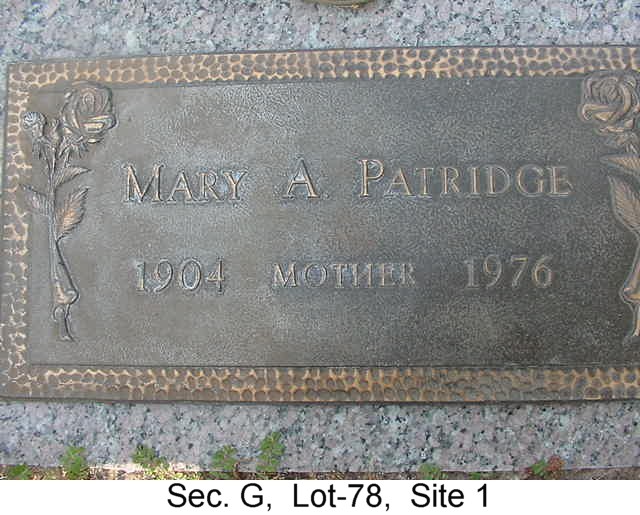 MARY A. PATRIDGE
1904 MOTHER 1976
Sec. G, Lot-78, Site 1